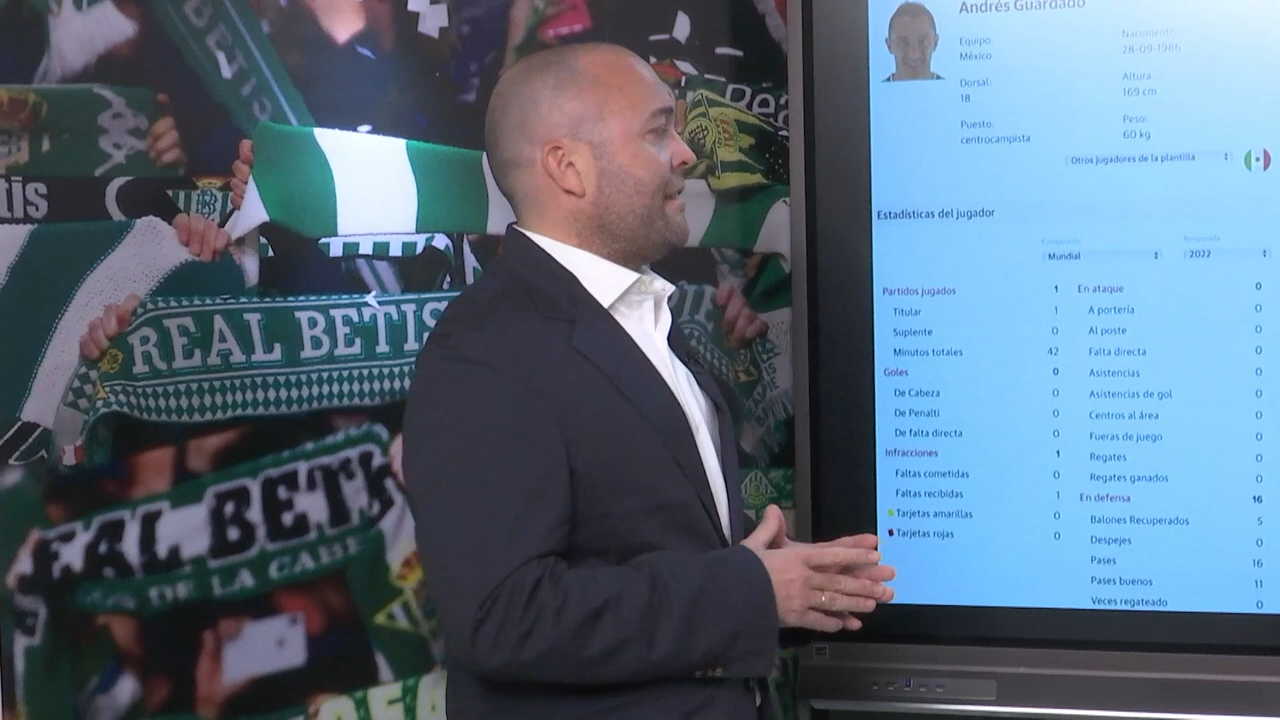 BETIS
Real
tis
REAL BETIS
REAL BETIS
DE LA CABE
Andrés Guardado
Equipo:
México
Nacimiento:
28-09-1986
Dorsal:
18
Altura
169 cm
Puesto:
centrocampista
Peso:
60 kg
Otros jugadores de la plantilla
Estadísticas del jugador
Competición
Mundial
Temporada
2022
Partidos jugados 1
Titular 1
Suplente 0
Minutos totales 42
Goles 0
De Cabeza 0
De Penalti 0
De falta directa 0
Infracciones 1
Faltas cometidas 0
Faltas recibidas 1
Tarjetas amarillas 0
Tarjetas rojas 0
En ataque 0
A portería 0
Al poste 0
Falta directa 0
Asistencias 0
Asistencias de gol 0
Centros al área 0
Fueras de juego 0
Regates 0
Regates ganados 0
En defensa 16
Balones Recuperados 5
Despejes 0
Pases 16
Pases buenos 11
Veces regateado 0